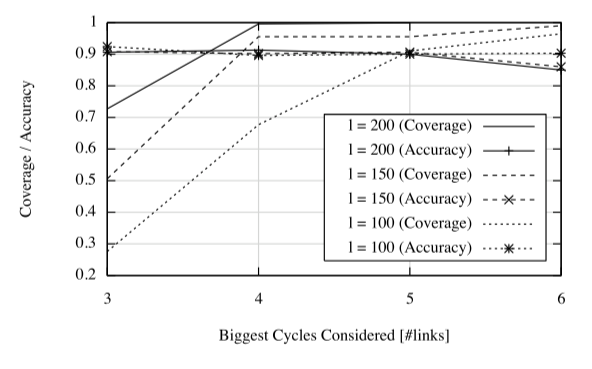 1
0.9
0.8
0.7
0.6
0.5
0.4
0.3
0.2
Coverage / Accuracy
l = 200 (Coverage)
l = 200 (Accuracy)
l = 150 (Coverage)
l = 150 (Accuracy)
l = 100 (Coverage)
l = 100 (Accuracy)
3 4 5 6
Biggest Cycles Considered [#links]